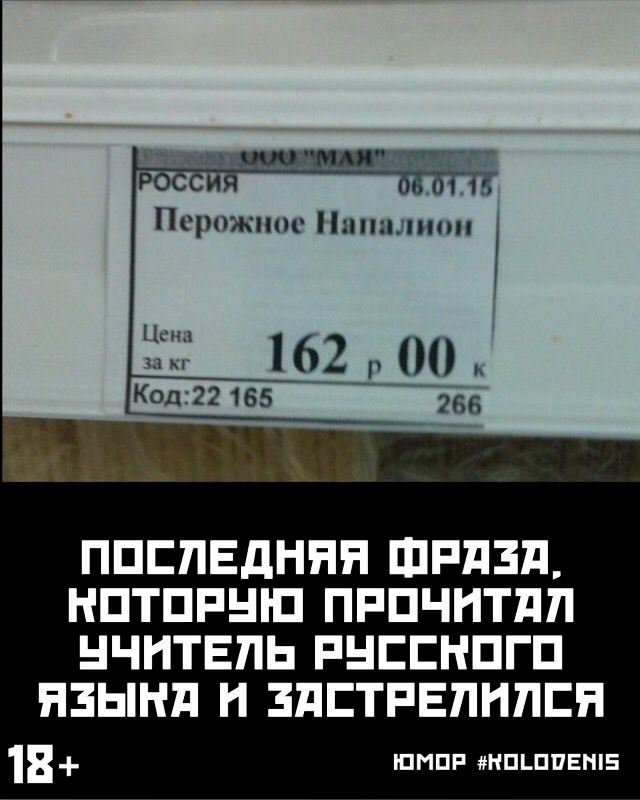 ООО "МАЯ"
РОССИЯ 06.01.15
Перожное Напалион
Цена
за кг 162 р 00 к
Код:22 165 266
ПОСЛЕДНЯЯ ФРАЗА,
КОТОРУЮ ПРОЧИТАЛ
УЧИТЕЛЬ РУССКОГО
ЯЗЫКА И ЗАСТРЕЛИЛСЯ
18+ ЮМОР #KOLODENIS